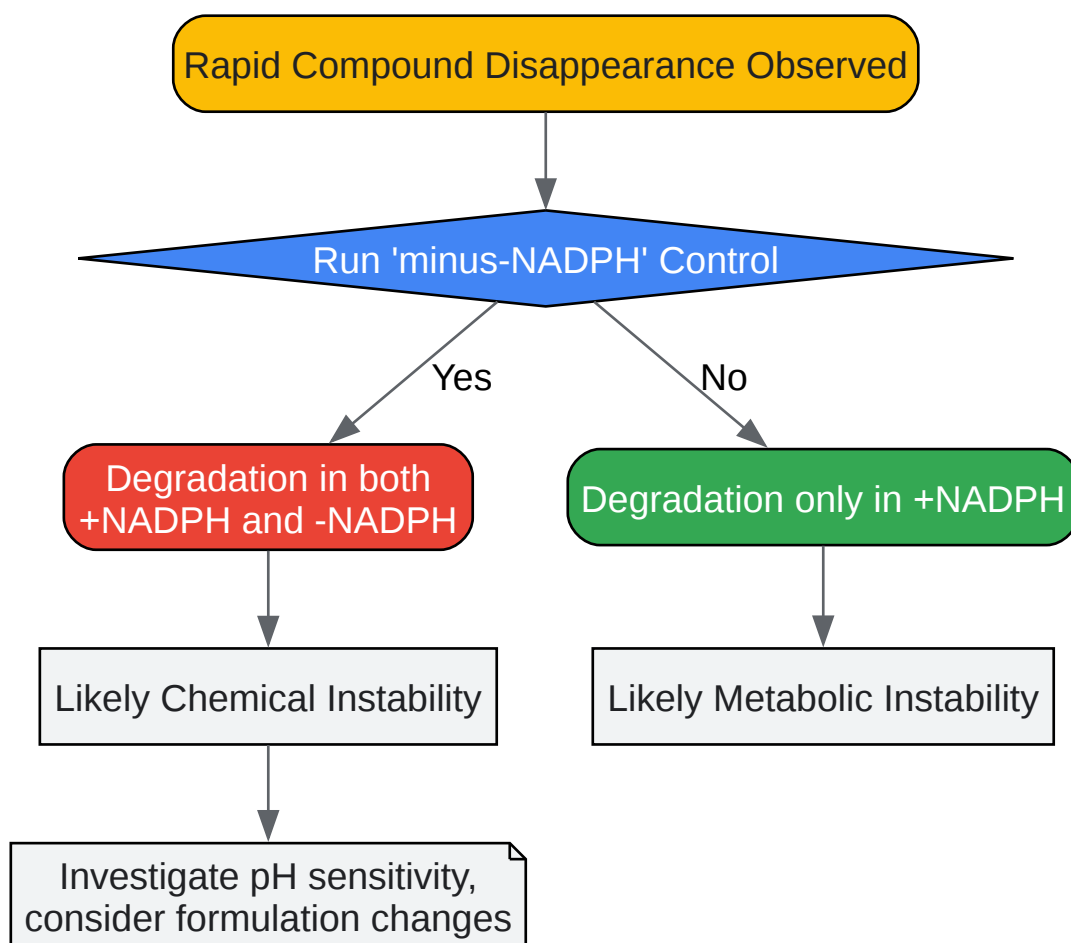 Rapid Compound Disappearance Observed
Run 'minus-NADPH' Control
Yes
No
Degradation in both
+NADPH and -NADPH
Degradation only in +NADPH
Likely Chemical Instability
Likely Metabolic Instability
Investigate pH sensitivity,
consider formulation changes